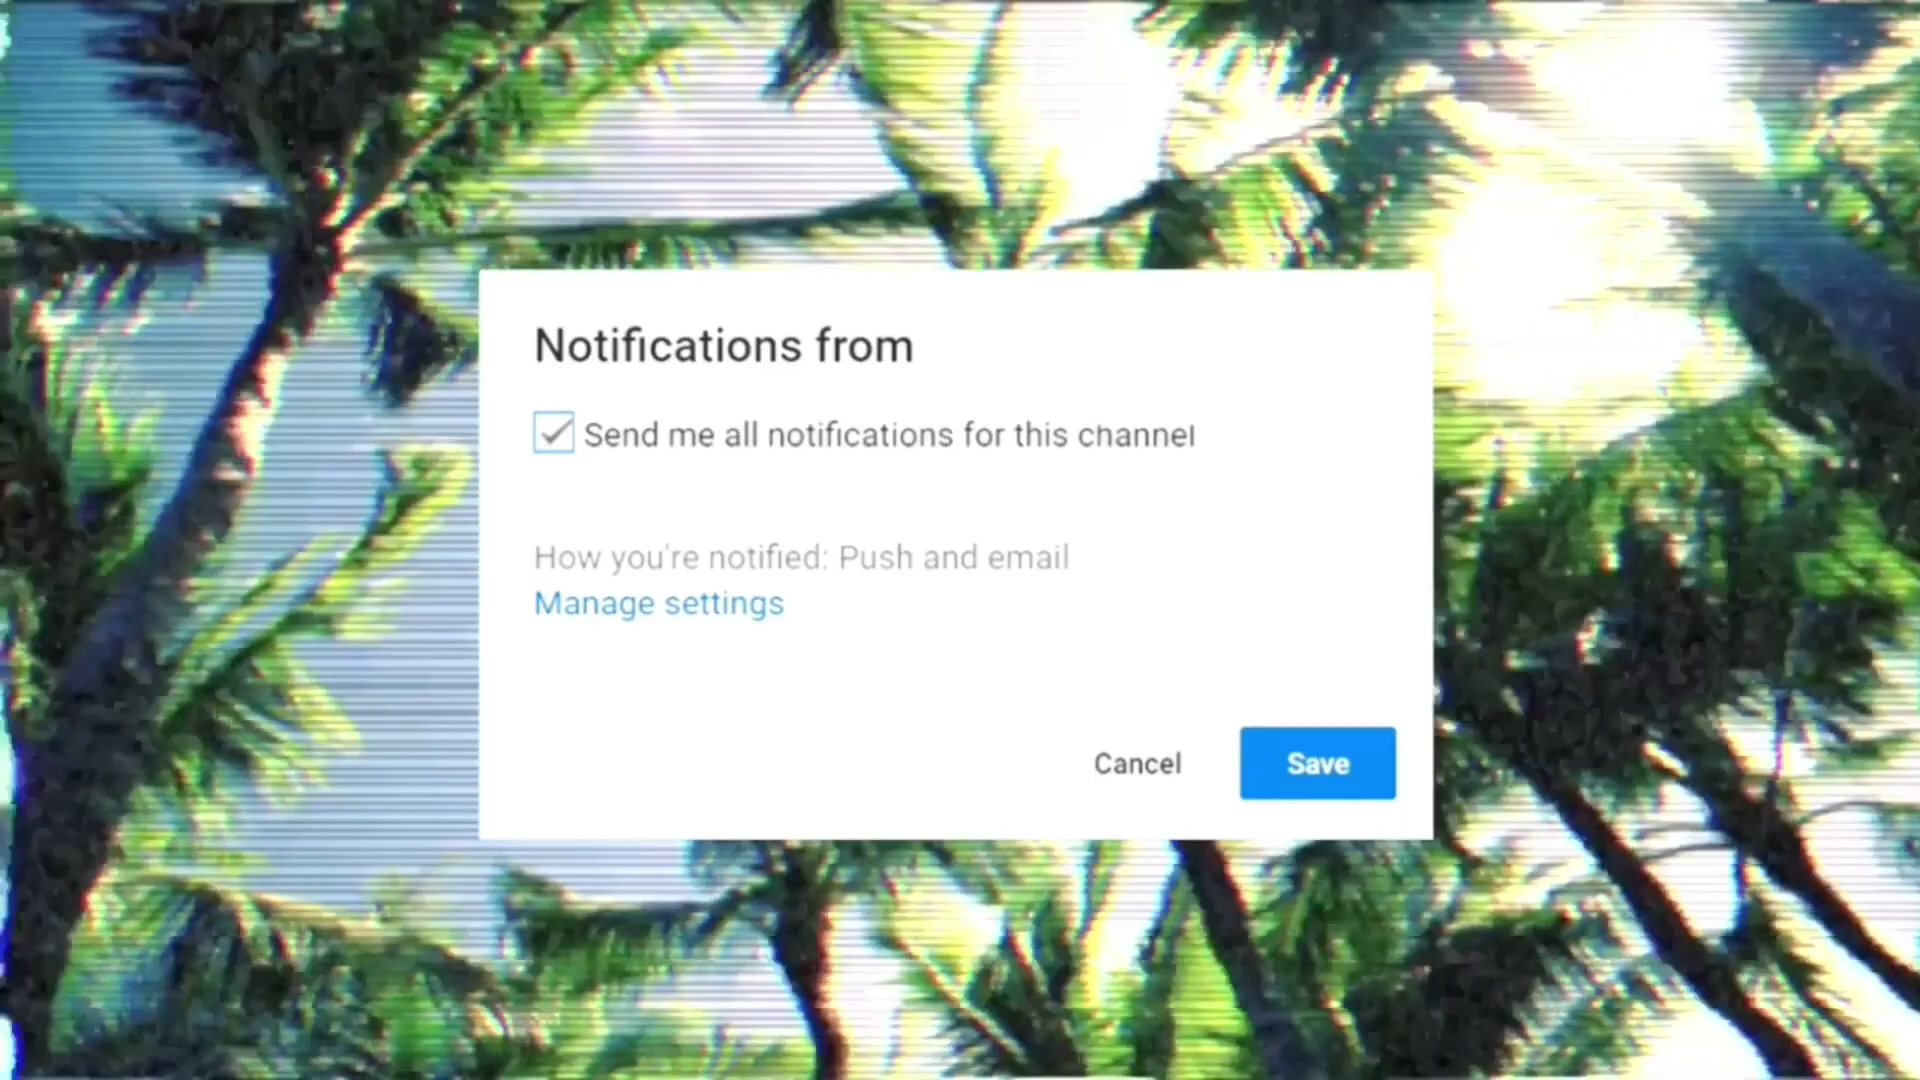 Notifications from
Send me all notifications for this channel
How you're notified: Push and email
Manage settings
Cancel
Save